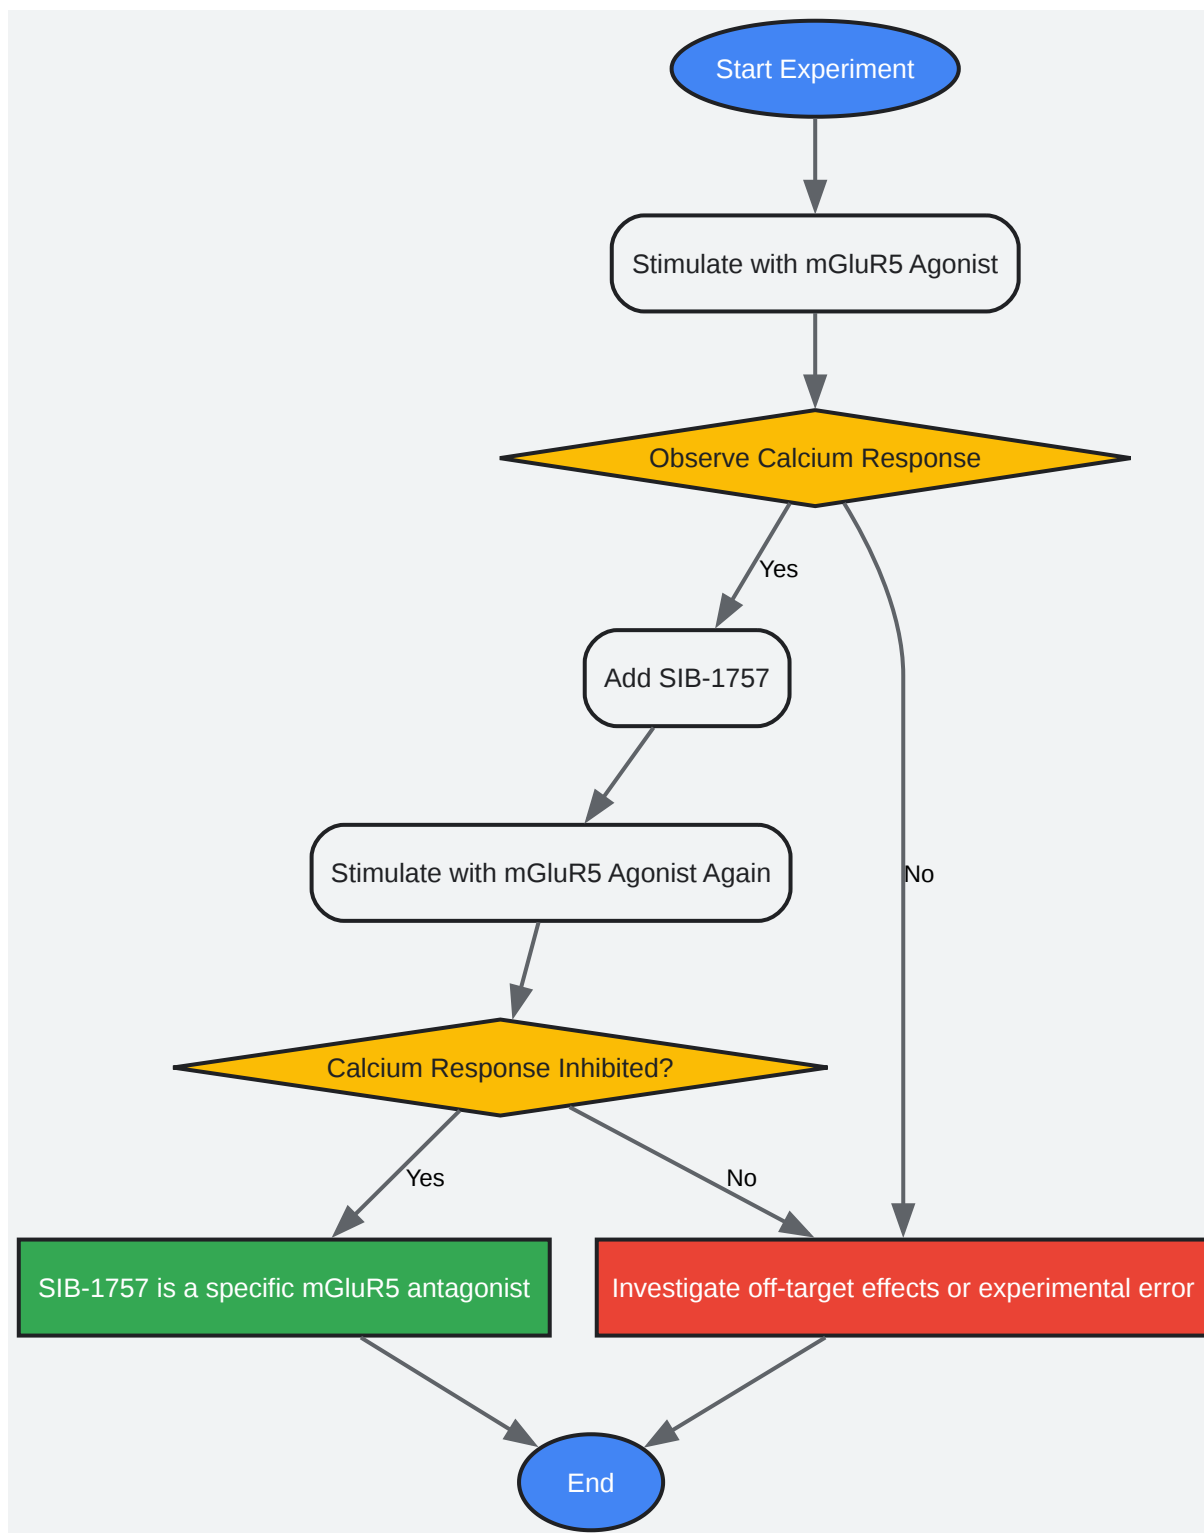 Start Experiment
Stimulate with mGluR5 Agonist
Observe Calcium Response
Yes
Add SIB-1757
Stimulate with mGluR5 Agonist Again
No
Calcium Response Inhibited?
Yes
No
SIB-1757 is a specific mGluR5 antagonist
Investigate off-target effects or experimental error
End